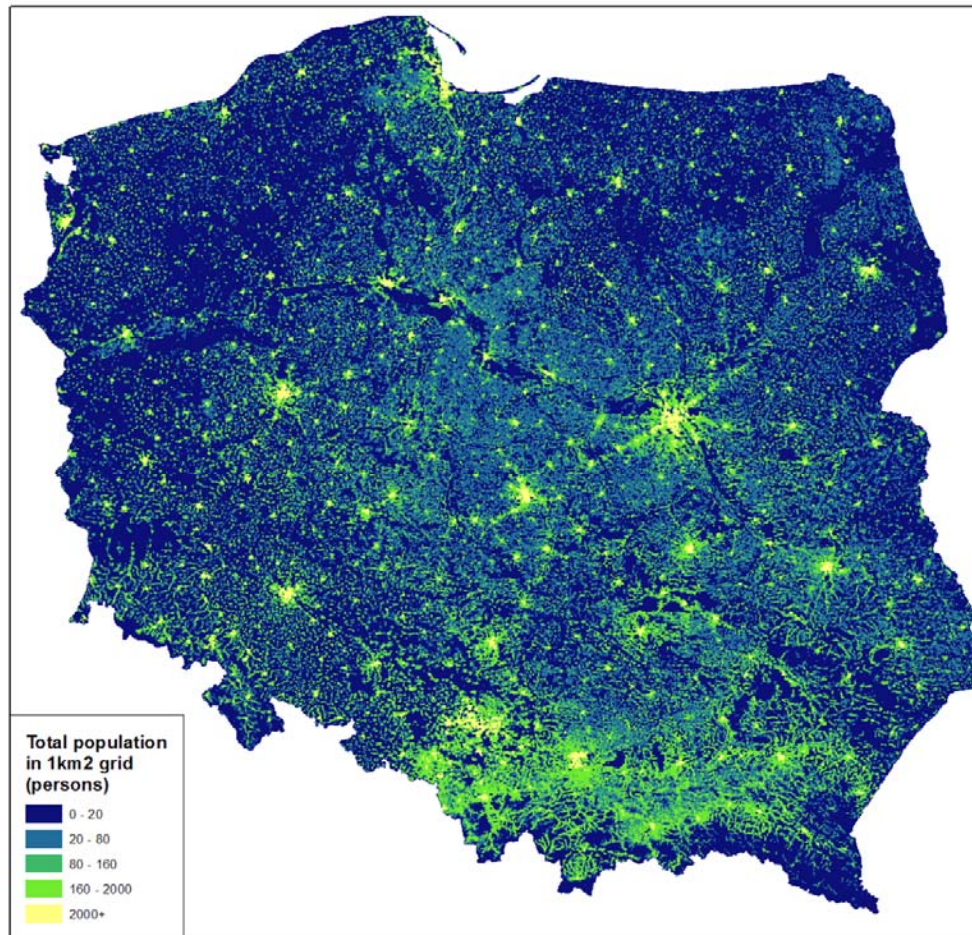 Total population
in 1km2 grid
(persons)
0 - 20
20 - 80
80 - 160
160 - 2000
2000+